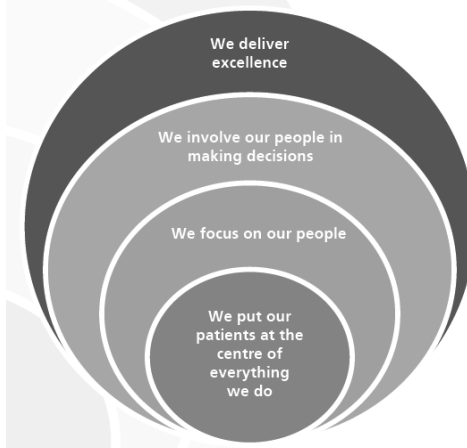 We deliver
excellence
We involve our people in
making decisions
We focus on our people
We put our
patients at the
centre of
everything
we do